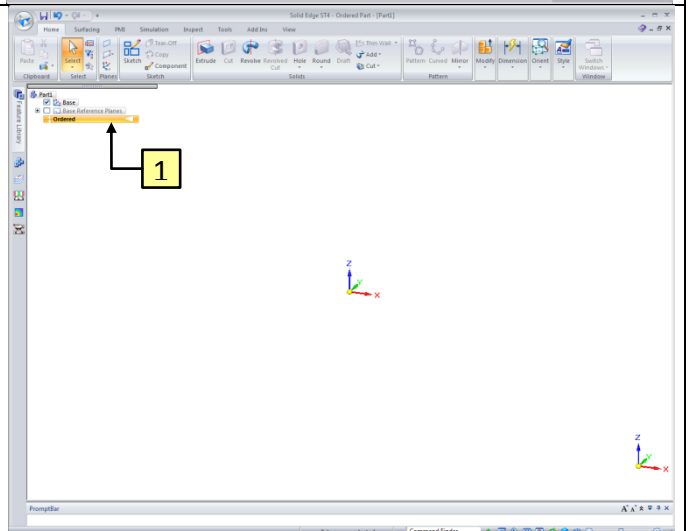 Solid Edge ST4 - Ordered Part - [Part1]
Home Surfacing PMI Simulation Inspect Tools Add Ins View
Tear-Off
Copy
Component
Thin Wall
Add
Cut
Paste Select Sketch Extrude Cut Revolve Revolved Cut Hole Round Draft Pattern Curved Mirror Modify Dimension Orient Style Switch Windows
Clipboard Select Planes Sketch Solids Pattern Window
Feature Library
Part1
Base
Base Reference Planes
Ordered
1
Z
Y
X
Z
Y
X
PromptBar
Command Finder